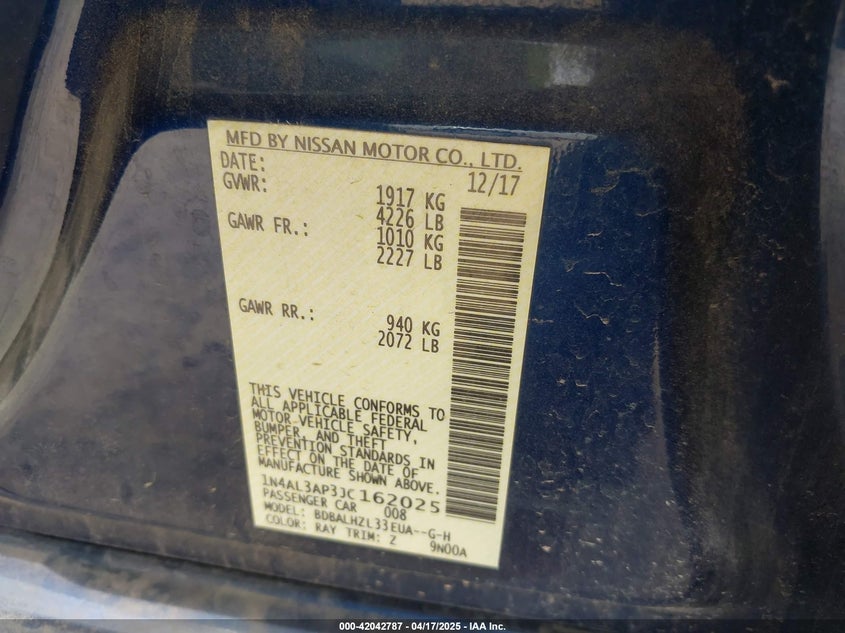 MFD BY NISSAN MOTOR CO., LTD.
DATE: 12/17
GVWR: 1917 KG
4226 LB
GAWR FR.: 1010 KG
2227 LB
GAWR RR.: 940 KG
2072 LB
THIS VEHICLE CONFORMS TO
ALL APPLICABLE FEDERAL
MOTOR VEHICLE SAFETY,
BUMPER, AND THEFT
PREVENTION STANDARDS IN
EFFECT ON THE DATE OF
MANUFACTURE SHOWN ABOVE.
1N4AL3AP3JC162025
PASSENGER CAR 008
MODEL: BDBALHZL33EUA--G-H
COLOR: RAY TRIM: Z 9N00A
000-42042787 - 04/17/2025 - IAA Inc.